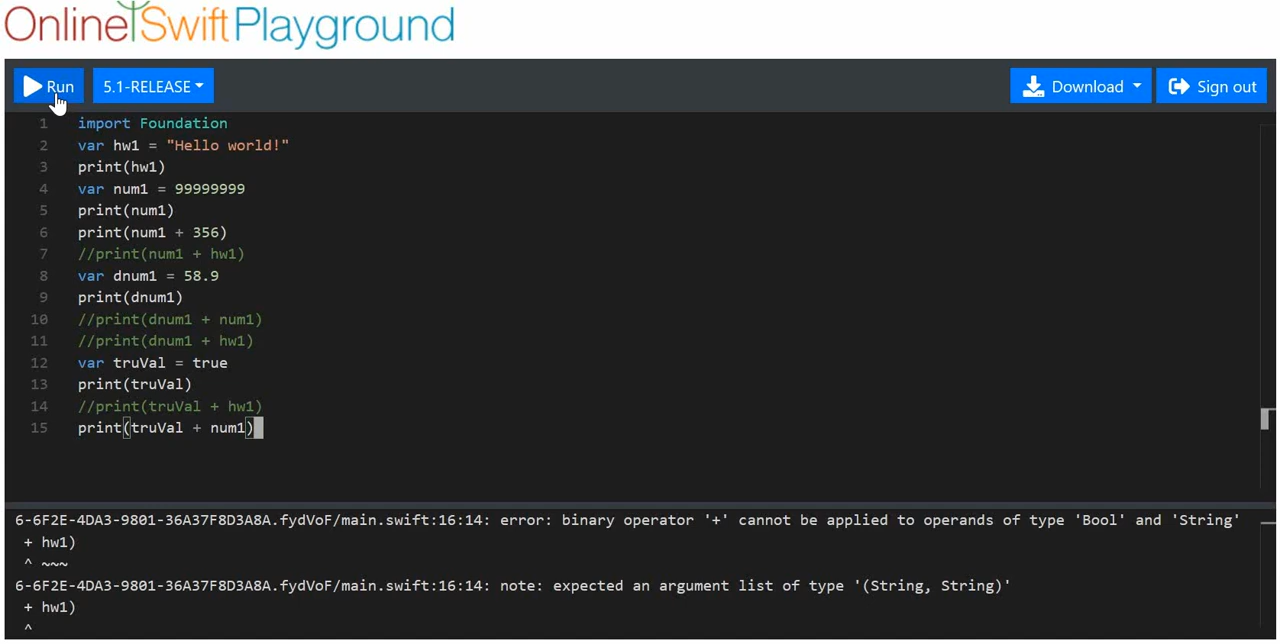 Online Swift Playground
Run 5.1-RELEASE Download Sign out
1 import Foundation
2 var hw1 = "Hello world!"
3 print(hw1)
4 var num1 = 99999999
5 print(num1)
6 print(num1 + 356)
7 //print(num1 + hw1)
8 var dnum1 = 58.9
9 print(dnum1)
10 //print(dnum1 + num1)
11 //print(dnum1 + hw1)
12 var truVal = true
13 print(truVal)
14 //print(truVal + hw1)
15 print(truVal + num1)
6-6F2E-4DA3-9801-36A37F8D3A8A.fydVoF/main.swift:16:14: error: binary operator '+' cannot be applied to operands of type 'Bool' and 'String'
+ hw1)
^ ~~~
6-6F2E-4DA3-9801-36A37F8D3A8A.fydVoF/main.swift:16:14: note: expected an argument list of type '(String, String)'
+ hw1)
^